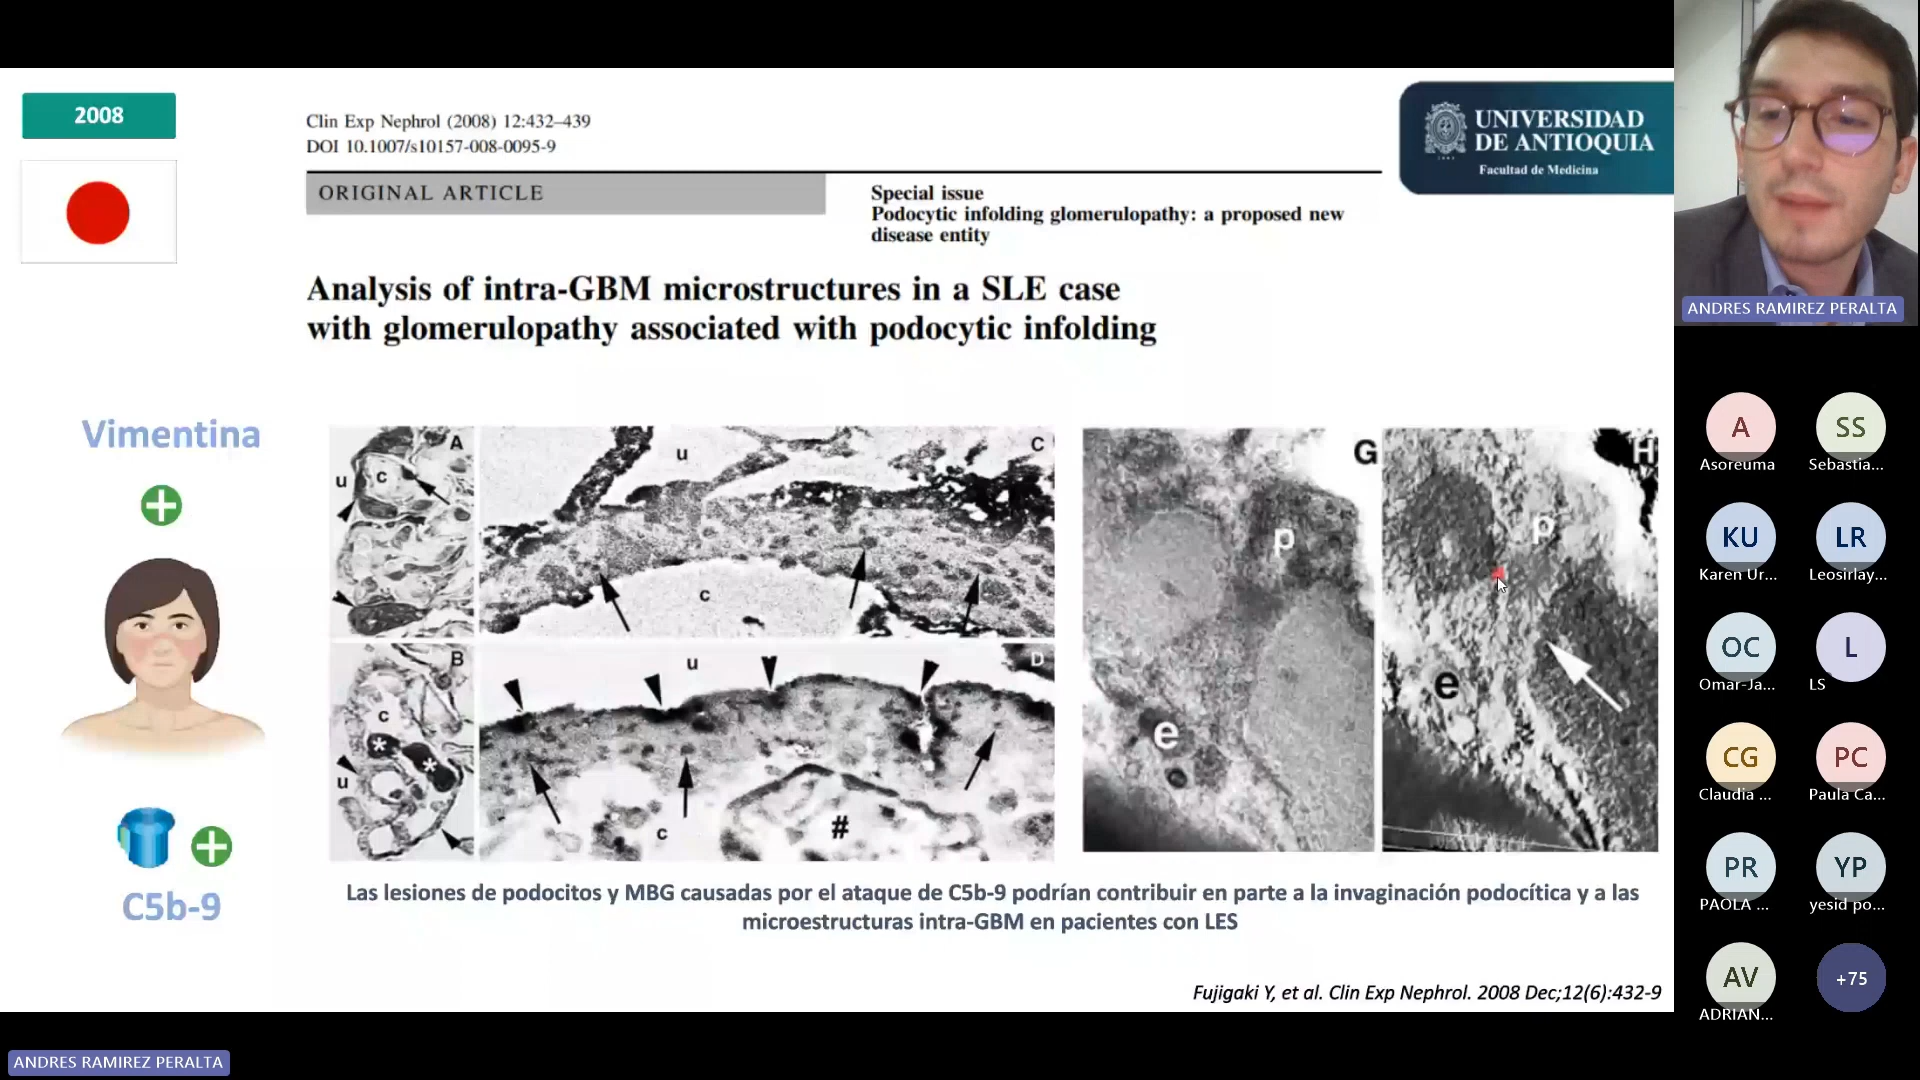 2008
Clin Exp Nephrol (2008) 12:432–439
DOI 10.1007/s10157-008-0095-9
ORIGINAL ARTICLE
Special issue
Podocytic infolding glomerulopathy: a proposed new
disease entity
UNIVERSIDAD
DE ANTIOQUIA
Facultad de Medicina
Analysis of intra-GBM microstructures in a SLE case
with glomerulopathy associated with podocytic infolding
Vimentina
C5b-9
A
u
c
C
u
c
B
c
*
*
u
D
u
c
#
G
p
e
H
p
e
Las lesiones de podocitos y MBG causadas por el ataque de C5b-9 podrían contribuir en parte a la invaginación podocítica y a las
microestructuras intra-GBM en pacientes con LES
Fujigaki Y, et al. Clin Exp Nephrol. 2008 Dec;12(6):432-9
ANDRES RAMIREZ PERALTA
A
Asoreuma
SS
Sebastia...
KU
Karen Ur...
LR
Leosirlay...
OC
Omar-Ja...
L
LS
CG
Claudia ...
PC
Paula Ca...
PR
PAOLA ...
YP
yesid po...
AV
ADRIAN...
+75
ANDRES RAMIREZ PERALTA